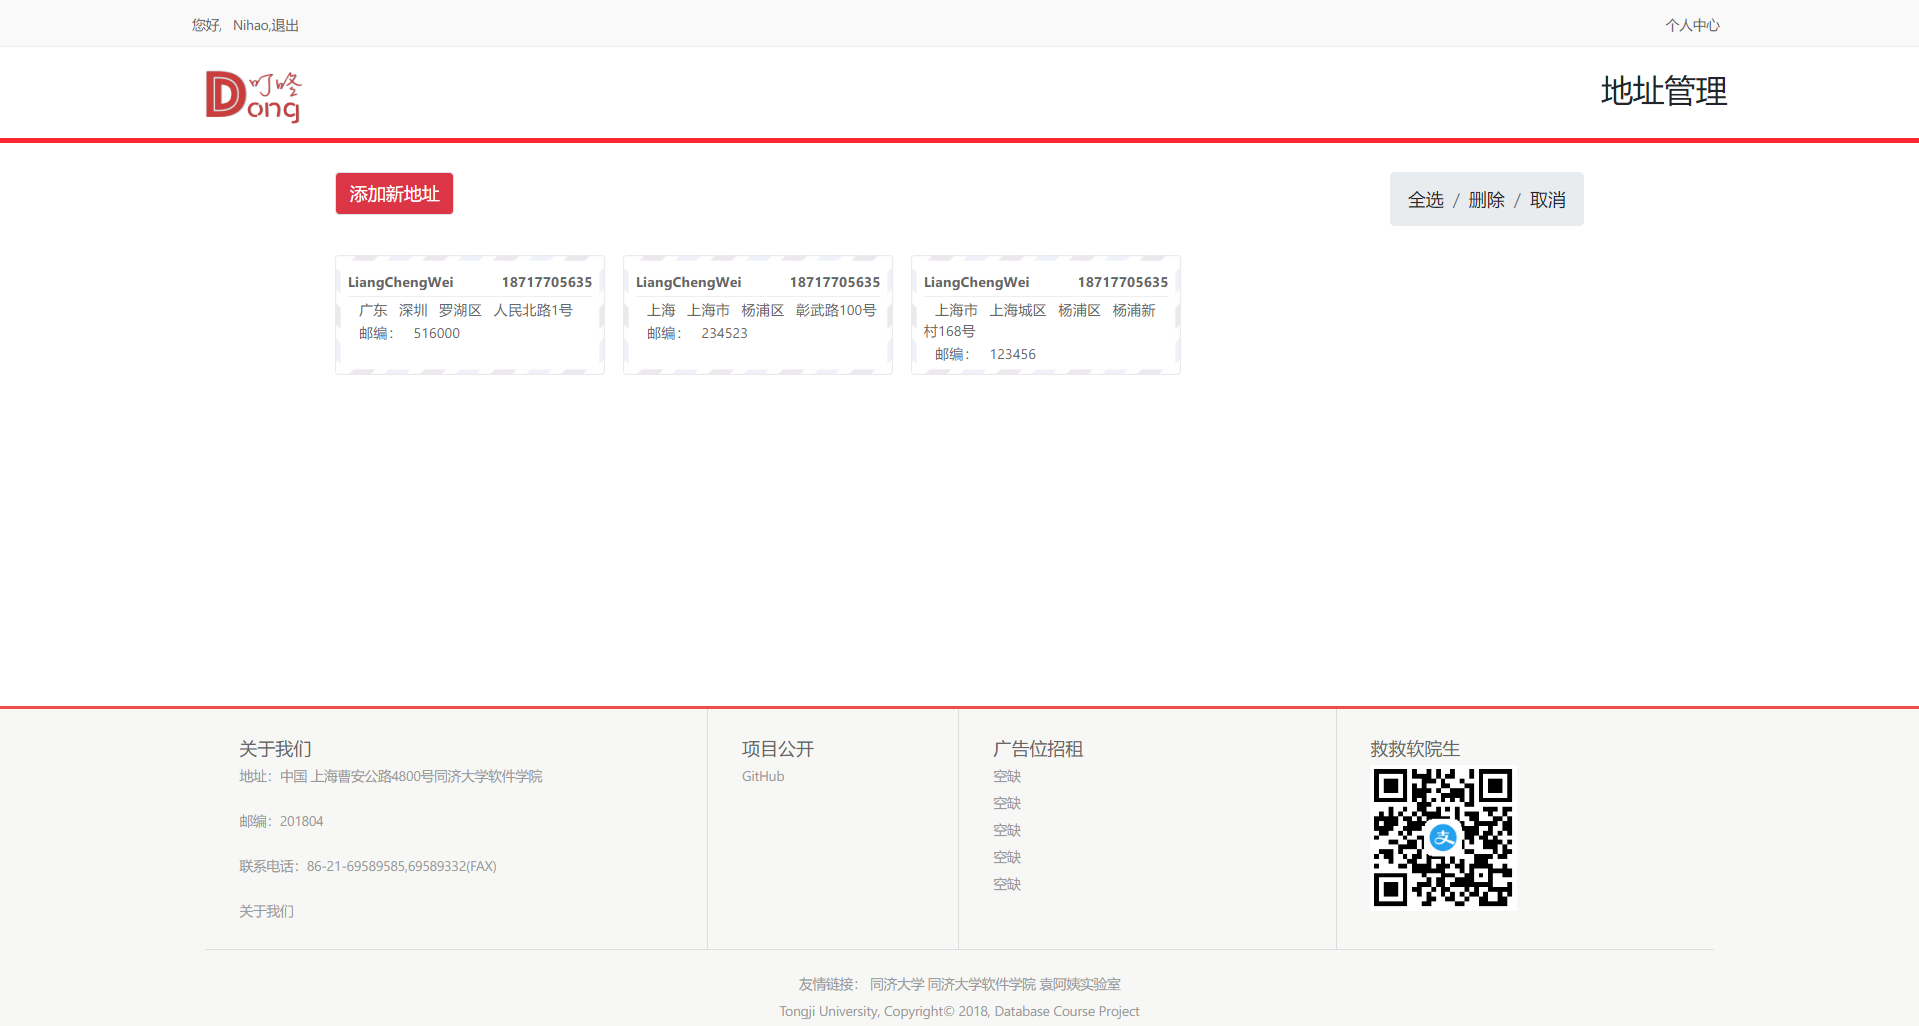 您好, Nihao,退出
个人中心
叮咚
Dong
地址管理
添加新地址
全选 / 删除 / 取消
LiangChengWei 18717705635
广东 深圳 罗湖区 人民北路1号
邮编： 516000
LiangChengWei 18717705635
上海 上海市 杨浦区 彰武路100号
邮编： 234523
LiangChengWei 18717705635
上海市 上海城区 杨浦区 杨浦新
村168号
邮编： 123456
关于我们
地址：中国 上海曹安公路4800号同济大学软件学院
邮编：201804
联系电话：86-21-69589585,69589332(FAX)
关于我们
项目公开
GitHub
广告位招租
空缺
空缺
空缺
空缺
空缺
救救软院生
支
友情链接： 同济大学 同济大学软件学院 袁阿姨实验室
Tongji University, Copyright© 2018, Database Course Project